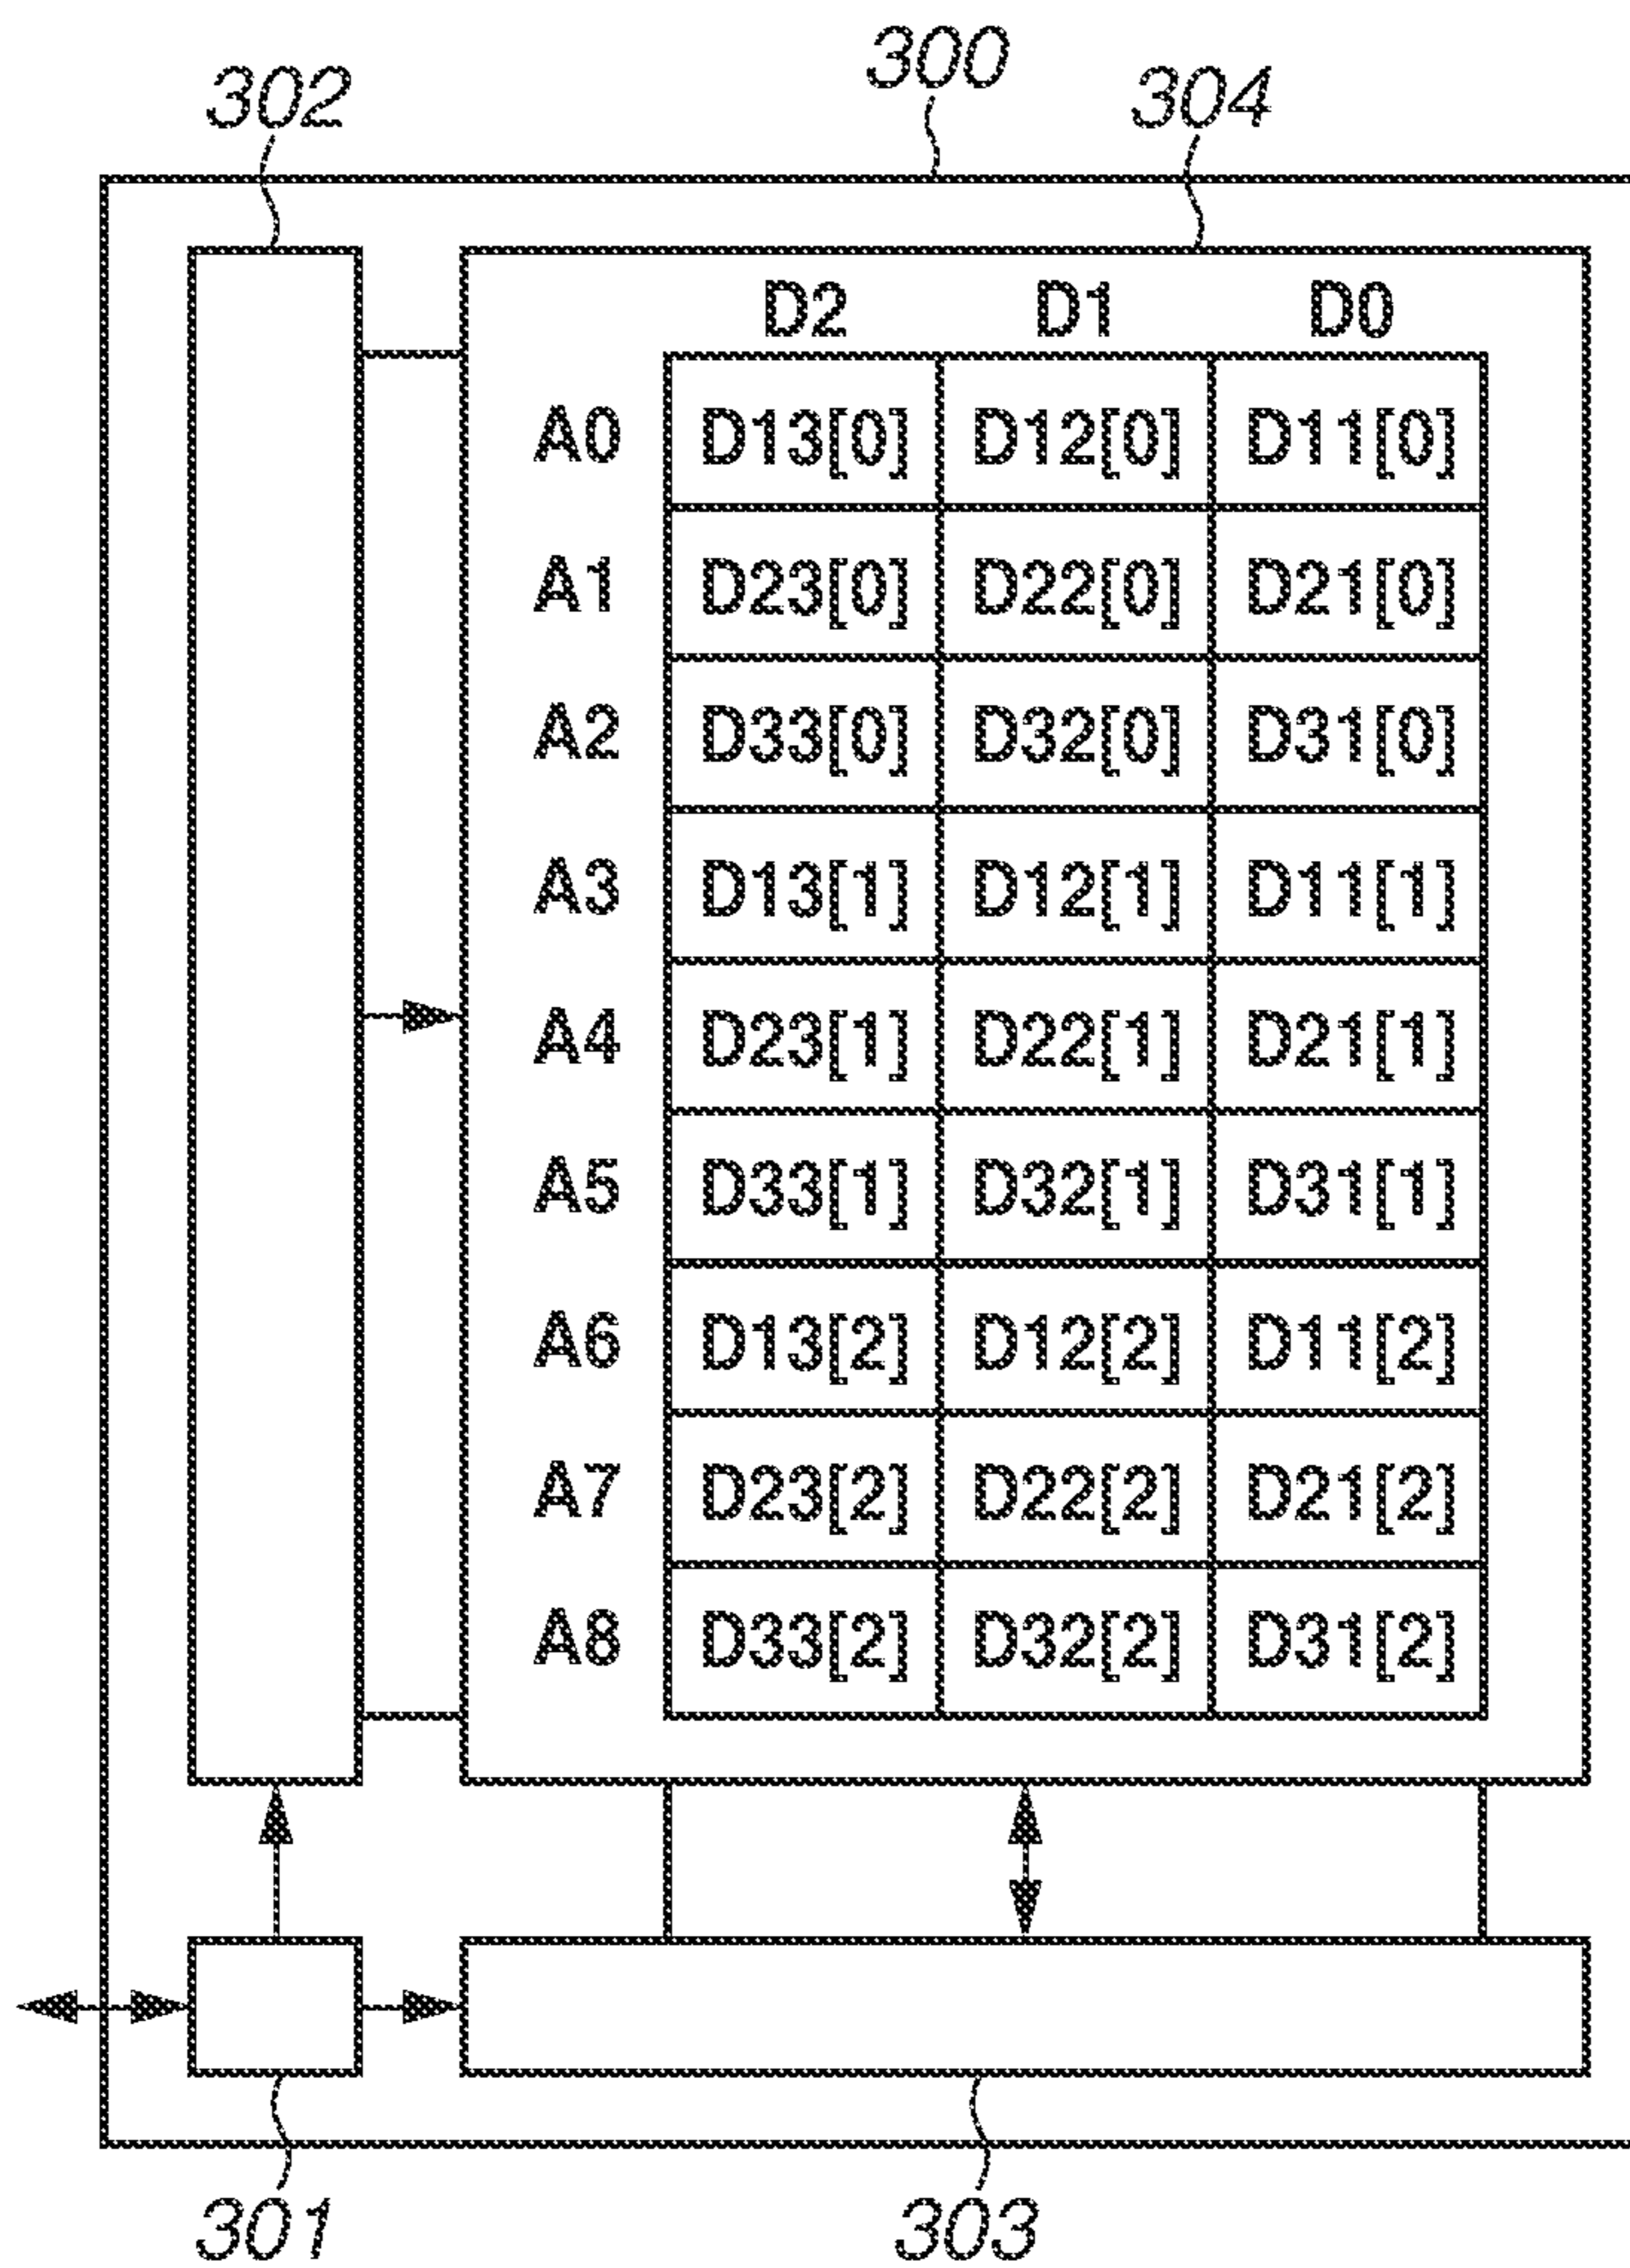 300
302 304
D2 D1 D0
A0 D13[0] D12[0] D11[0]
A1 D23[0] D22[0] D21[0]
A2 D33[0] D32[0] D31[0]
A3 D13[1] D12[1] D11[1]
A4 D23[1] D22[1] D21[1]
A5 D33[1] D32[1] D31[1]
A6 D13[2] D12[2] D11[2]
A7 D23[2] D22[2] D21[2]
A8 D33[2] D32[2] D31[2]
301 303